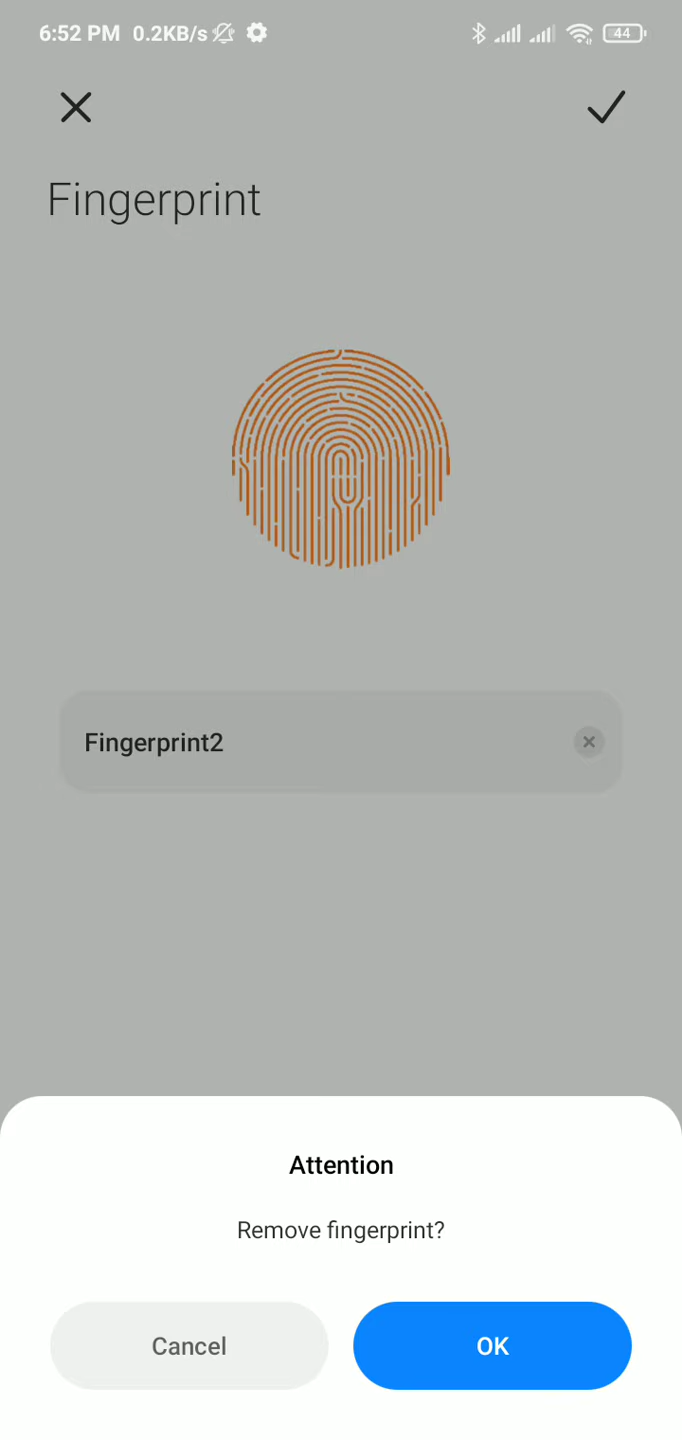 6:52 PM 0.2KB/s 44
Fingerprint
Fingerprint2
Attention
Remove fingerprint?
Cancel OK